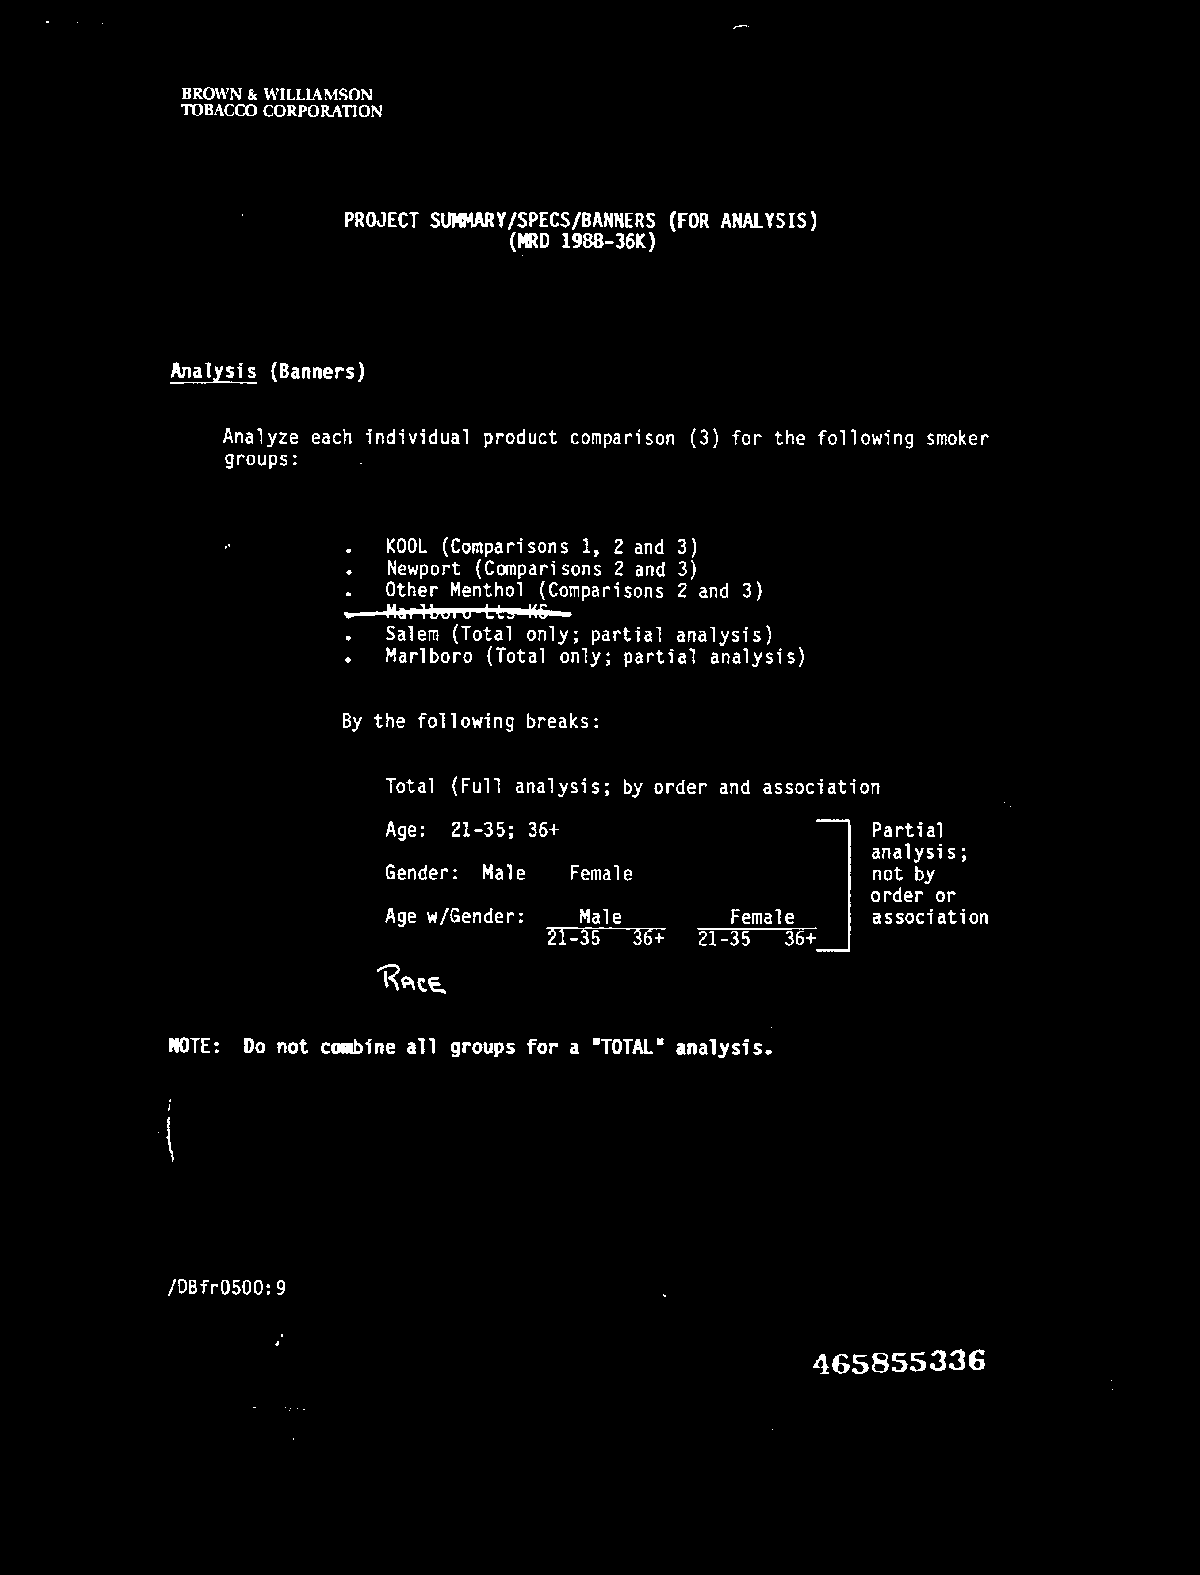 BROWN & WILLIAMSON
TOBACCO CORPORATION
PROJECT SUMMARY/SPECS/BANNERS (FOR ANALYSIS)
(MRD 1988-36K)
Analysis (Banners)
Analyze each individual product comparison (3) for the following smoker
groups:
. KOOL (Comparisons 1, 2 and 3)
. Newport (Comparisons 2 and 3)
. Other Menthol (Comparisons 2 and 3)
. Marlboro Lts KS
. Salem (Total only; partial analysis)
. Marlboro (Total only; partial analysis)
By the following breaks:
Total (Full analysis; by order and association
Age: 21-35; 36+ Partial
analysis;
Gender: Male Female not by
order or
Age w/Gender: Male Female association
21-35 36+ 21-35 36+
RACE
NOTE: Do not combine all groups for a "TOTAL" analysis.
/DBfr0500:9
465855336